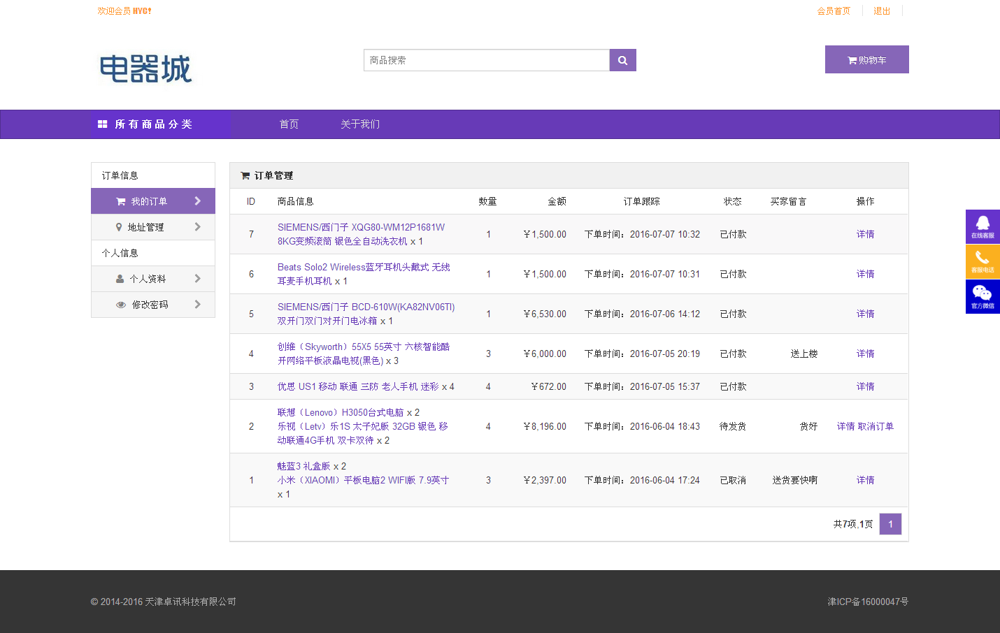 欢迎会员 HYG!
会员首页 退出
电器城
商品搜索
购物车
所有商品分类 首页 关于我们
订单信息
我的订单
地址管理
个人信息
个人资料
修改密码
订单管理
ID 商品信息 数量 金额 订单跟踪 状态 买家留言 操作
7 SIEMENS/西门子 XQG80-WM12P1681W 1 ￥1,500.00 下单时间：2016-07-07 10:32 已付款 详情
8KG变频滚筒 银色全自动洗衣机 x 1
6 Beats Solo2 Wireless蓝牙耳机头戴式 无线 1 ￥1,500.00 下单时间：2016-07-07 10:31 已付款 详情
耳麦手机耳机 x 1
5 SIEMENS/西门子 BCD-610W(KA82NV06TI) 1 ￥6,530.00 下单时间：2016-07-06 14:12 已付款 详情
双开门双门对开门电冰箱 x 1
4 创维（Skyworth）55X5 55英寸 六核智能酷 3 ￥6,000.00 下单时间：2016-07-05 20:19 已付款 送上楼 详情
开网络平板液晶电视(黑色) x 3
3 优思 US1 移动 联通 三防 老人手机 迷彩 x 4 4 ￥672.00 下单时间：2016-07-05 15:37 已付款 详情
联想（Lenovo）H3050台式电脑 x 2
2 乐视（Letv）乐1S 太子妃版 32GB 银色 移 4 ￥8,196.00 下单时间：2016-06-04 18:43 待发货 货好 详情 取消订单
动联通4G手机 双卡双待 x 2
魅蓝3 礼盒版 x 2
1 小米（XIAOMI）平板电脑2 WIFI版 7.9英寸 3 ￥2,397.00 下单时间：2016-06-04 17:24 已取消 送货要快啊 详情
x 1
共7项,1页 1
在线客服
客服电话
官方微信
© 2014-2016 天津卓讯科技有限公司 津ICP备16000047号